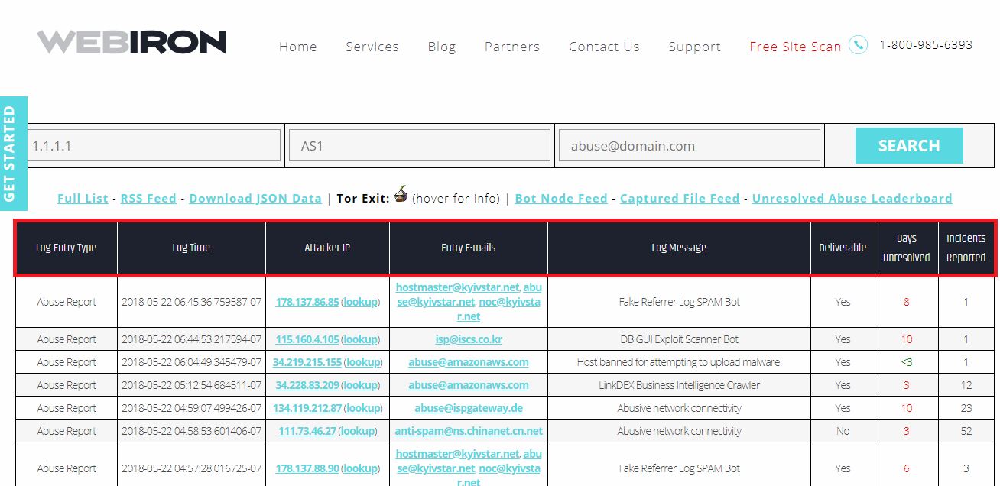 WEBIRON
Home Services Blog Partners Contact Us Support Free Site Scan 1-800-985-6393
GET STARTED
1.1.1.1 AS1 abuse@domain.com SEARCH
Full List - RSS Feed - Download JSON Data | Tor Exit: (hover for info) | Bot Node Feed - Captured File Feed - Unresolved Abuse Leaderboard
Log Entry Type Log Time Attacker IP Entry E-mails Log Message Deliverable Days Unresolved Incidents Reported
Abuse Report 2018-05-22 06:45:36.759587-07 178.137.86.85 (lookup) hostmaster@kyivstar.net, abu
se@kyivstar.net, noc@kyivsta
r.net Fake Referrer Log SPAM Bot Yes 8 1
Abuse Report 2018-05-22 06:44:53.217594-07 115.160.4.105 (lookup) isp@iscs.co.kr DB GUI Exploit Scanner Bot Yes 10 1
Abuse Report 2018-05-22 06:04:49.345479-07 34.219.215.155 (lookup) abuse@amazonaws.com Host banned for attempting to upload malware. Yes <3 1
Abuse Report 2018-05-22 05:12:54.684511-07 34.228.83.209 (lookup) abuse@amazonaws.com LinkDEX Business Intelligence Crawler Yes 3 12
Abuse Report 2018-05-22 04:59:07.499426-07 134.119.212.87 (lookup) abuse@ispgateway.de Abusive network connectivity Yes 10 23
Abuse Report 2018-05-22 04:58:53.601406-07 111.73.46.27 (lookup) anti-spam@ns.chinanet.cn.net Abusive network connectivity No 3 52
Abuse Report 2018-05-22 04:57:28.016725-07 178.137.88.90 (lookup) hostmaster@kyivstar.net, abu
se@kyivstar.net, noc@kyivsta
r.net Fake Referrer Log SPAM Bot Yes 6 3